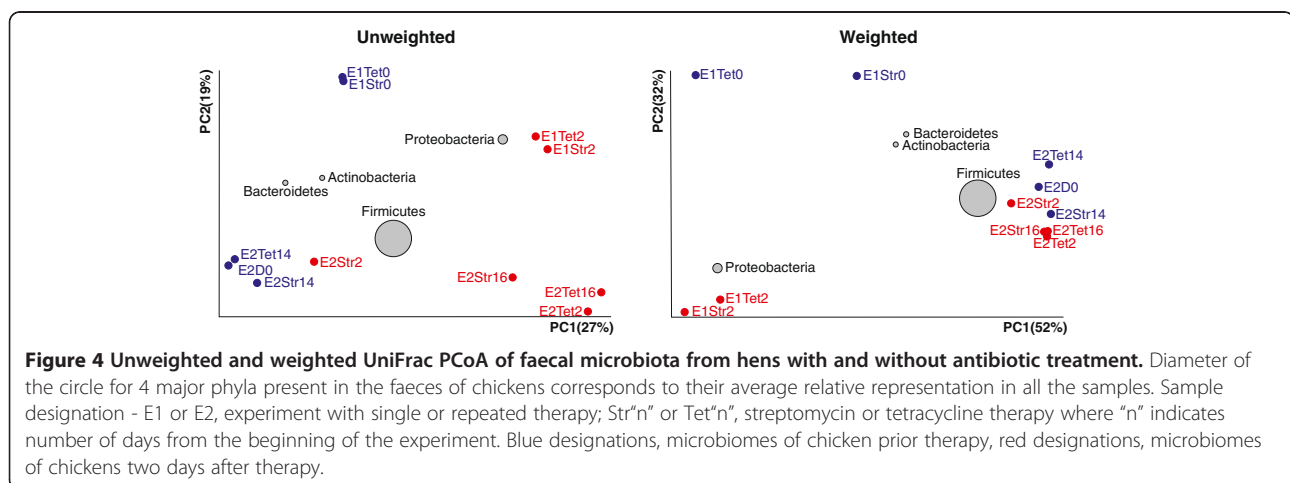 Unweighted
Weighted
PC2(19%)
E1Tet0
E1Str0
Proteobacteria
E1Tet2
E1Str2
Actinobacteria
Bacteroidetes
Firmicutes
E2Tet14
E2D0
E2Str14
E2Str2
E2Str16
E2Tet16
E2Tet2
PC1(27%)
PC2(32%)
E1Tet0
E1Str0
Bacteroidetes
Actinobacteria
E2Tet14
Firmicutes
E2D0
E2Str2
E2Str14
E2Str16
E2Tet16
E2Tet2
Proteobacteria
E1Tet2
E1Str2
PC1(52%)
Figure 4 Unweighted and weighted UniFrac PCoA of faecal microbiota from hens with and without antibiotic treatment. Diameter of
the circle for 4 major phyla present in the faeces of chickens corresponds to their average relative representation in all the samples. Sample
designation - E1 or E2, experiment with single or repeated therapy; Str“n” or Tet“n”, streptomycin or tetracycline therapy where “n” indicates
number of days from the beginning of the experiment. Blue designations, microbiomes of chicken prior therapy, red designations, microbiomes
of chickens two days after therapy.